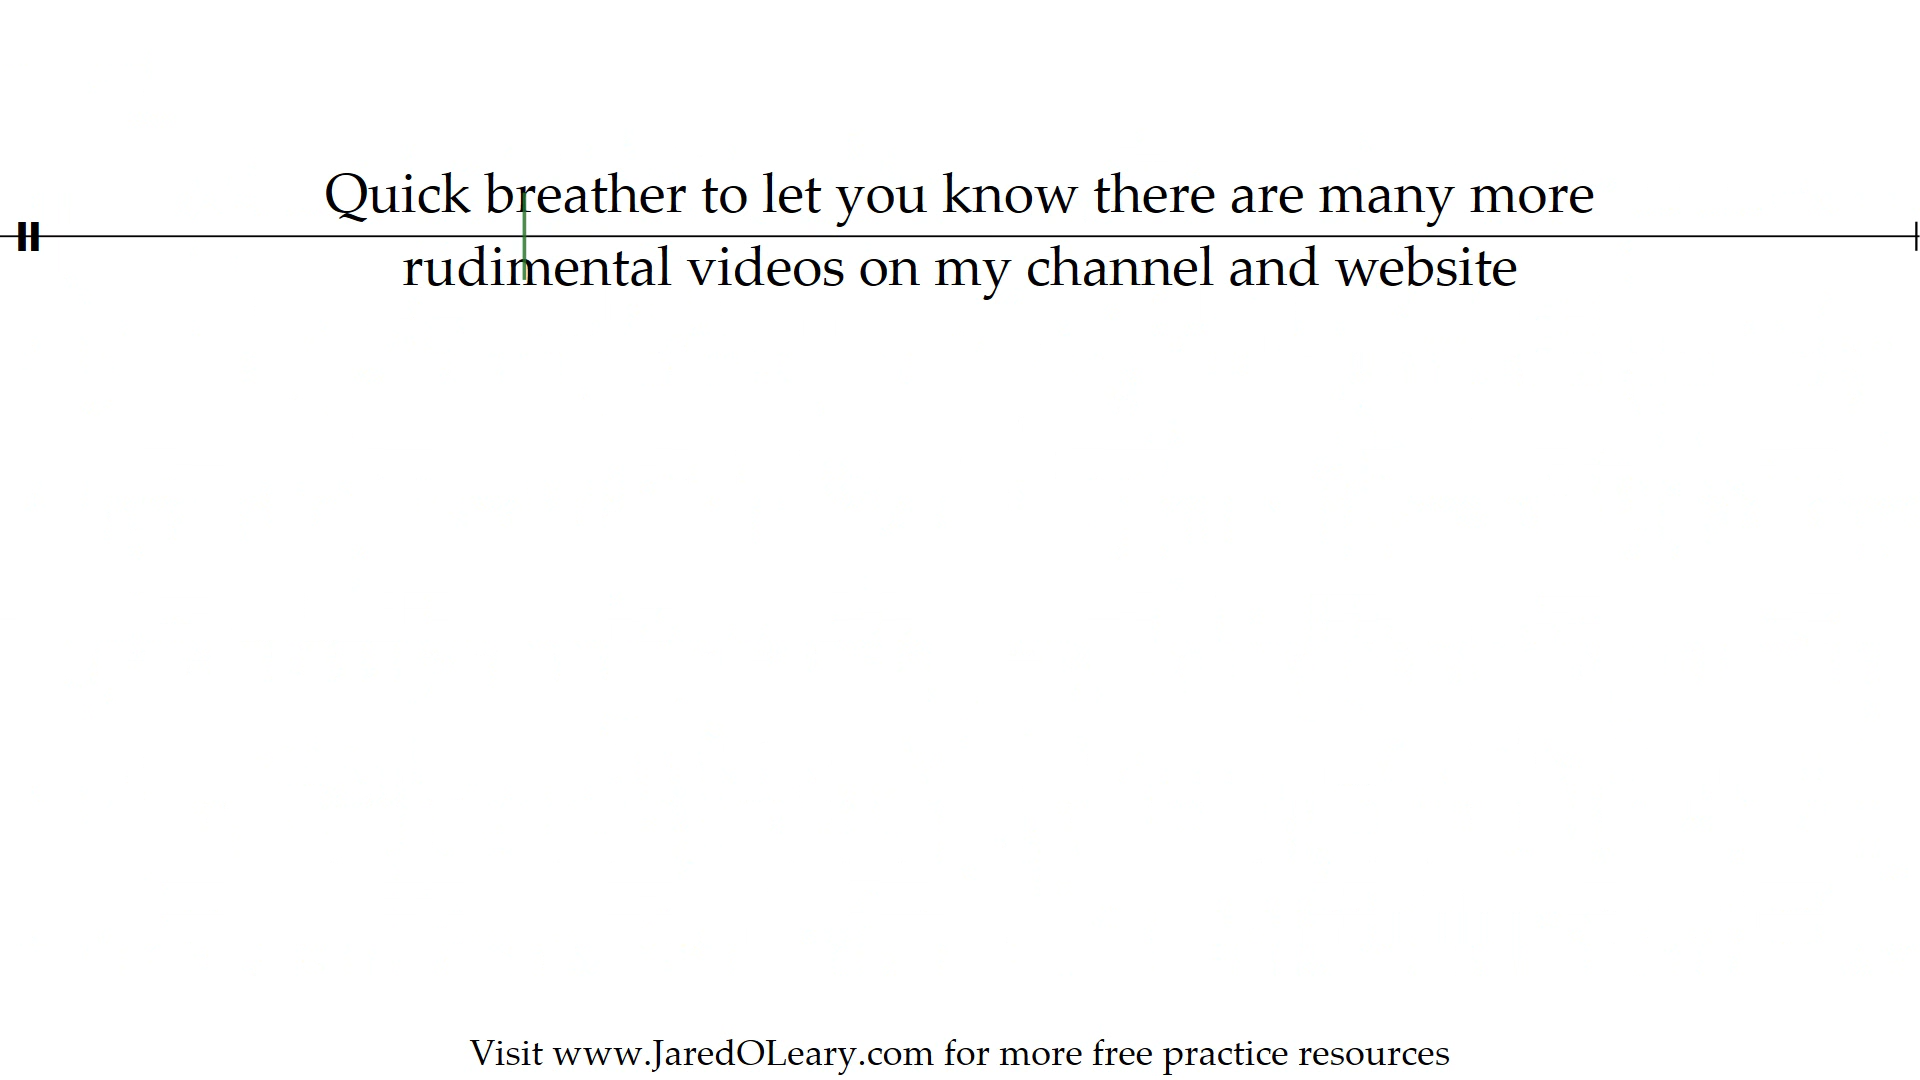 Quick breather to let you know there are many more
rudimental videos on my channel and website
Visit www.JaredOLeary.com for more free practice resources